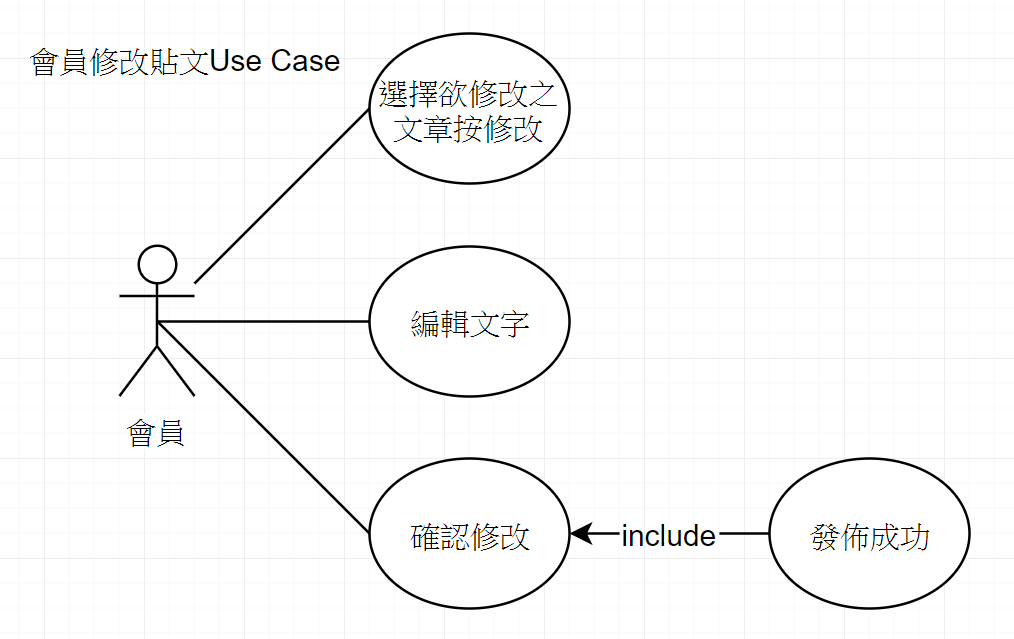 會員修改貼文Use Case
選擇欲修改之
文章按修改
編輯文字
會員
確認修改
include
發佈成功